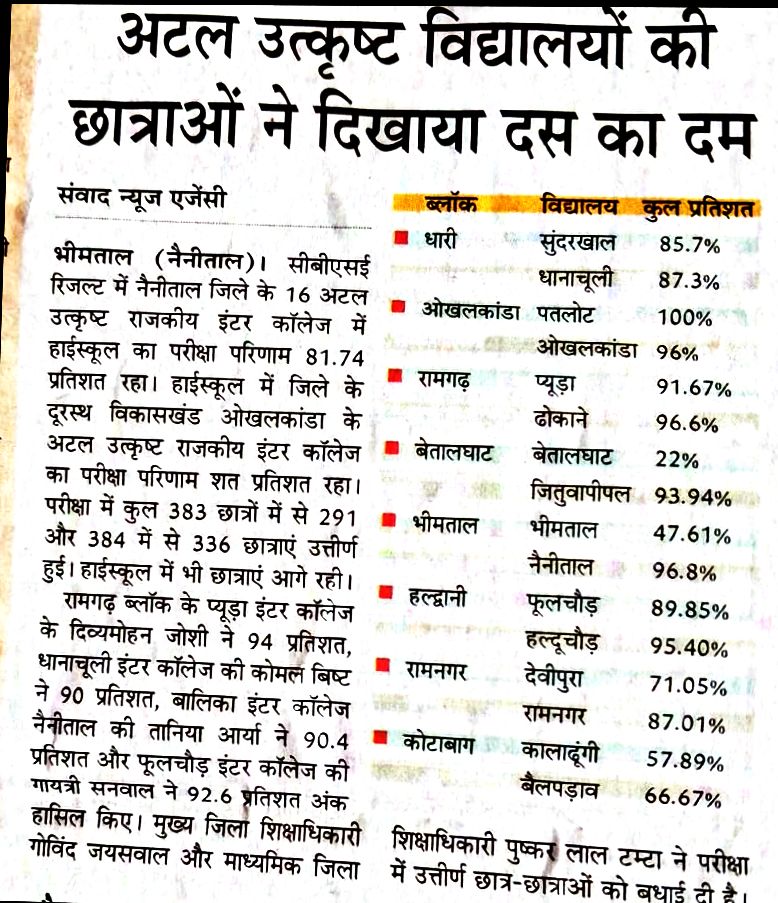 अटल उत्कृष्ट विद्यालयों की
छात्राओं ने दिखाया दस का दम
संवाद न्यूज एजेंसी
भीमताल (नैनीताल)। सीबीएसई
रिजल्ट में नैनीताल जिले के 16 अटल
उत्कृष्ट राजकीय इंटर कॉलेज में
हाईस्कूल का परीक्षा परिणाम 81.74
प्रतिशत रहा। हाईस्कूल में जिले के
दूरस्थ विकासखंड ओखलकांडा के
अटल उत्कृष्ट राजकीय इंटर कॉलेज
का परीक्षा परिणाम शत प्रतिशत रहा।
परीक्षा में कुल 383 छात्रों में से 291
और 384 में से 336 छात्राएं उत्तीर्ण
हुई। हाईस्कूल में भी छात्राएं आगे रही।
रामगढ़ ब्लॉक के प्यूड़ा इंटर कॉलेज
के दिव्यमोहन जोशी ने 94 प्रतिशत,
धानाचूली इंटर कॉलेज की कोमल बिष्ट
ने 90 प्रतिशत, बालिका इंटर कॉलेज
नैनीताल की तानिया आर्या ने 90.4
प्रतिशत और फूलचौड़ इंटर कॉलेज की
गायत्री सनवाल ने 92.6 प्रतिशत अंक
हासिल किए। मुख्य जिला शिक्षाधिकारी
गोविंद जयसवाल और माध्यमिक जिला
ब्लॉक विद्यालय कुल प्रतिशत
धारी सुंदरखाल 85.7%
धानाचूली 87.3%
ओखलकांडा पतलोट 100%
ओखलकांडा 96%
रामगढ़ प्यूड़ा 91.67%
ढोकाने 96.6%
बेतालघाट बेतालघाट 22%
जितुवापीपल 93.94%
भीमताल भीमताल 47.61%
नैनीताल 96.8%
हल्द्वानी फूलचौड़ 89.85%
हल्दूचौड़ 95.40%
रामनगर देवीपुरा 71.05%
रामनगर 87.01%
कोटाबाग कालाढूंगी 57.89%
बैलपड़ाव 66.67%
शिक्षाधिकारी पुष्कर लाल टम्टा ने परीक्षा
में उत्तीर्ण छात्र-छात्राओं को बधाई दी है।